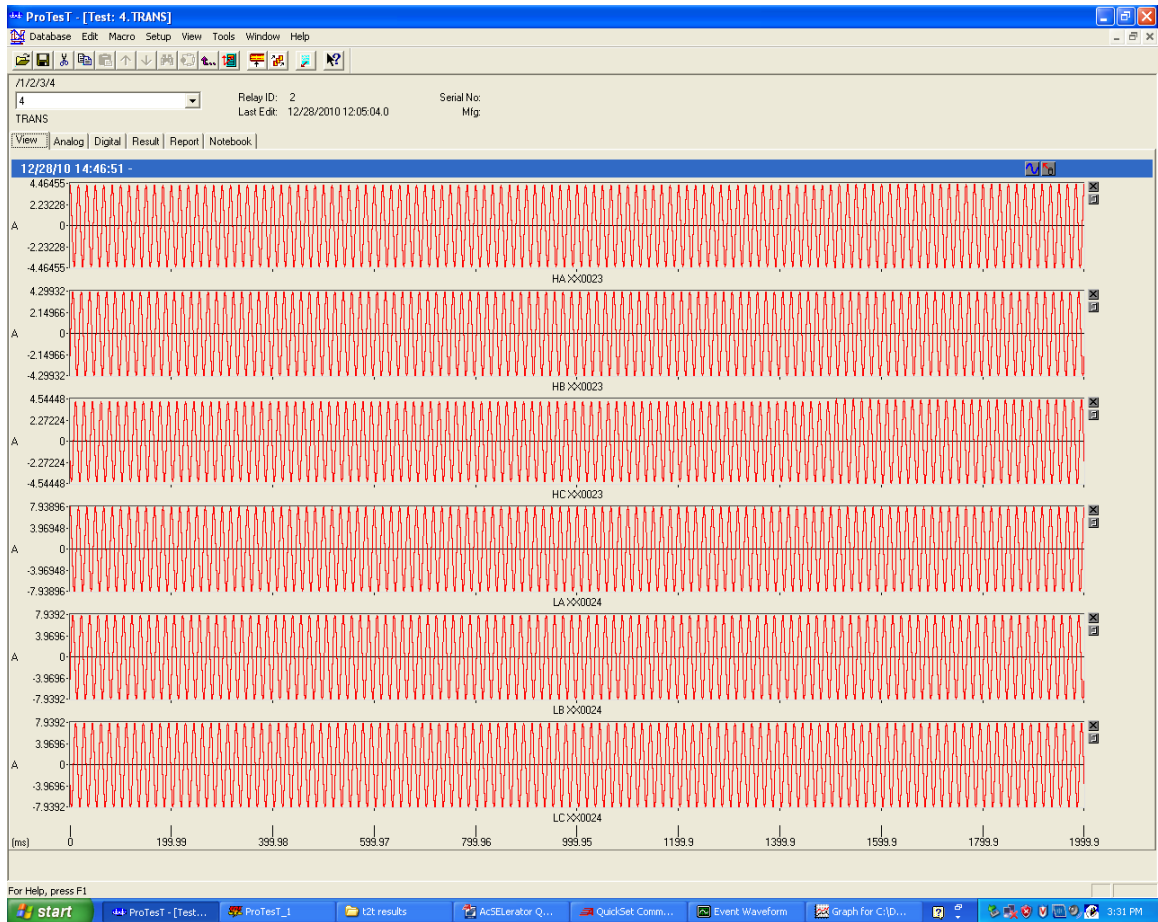 ProTesT - [Test: 4.TRANS]
Database Edit Macro Setup View Tools Window Help
/1/2/3/4
4
Relay ID: 2 Serial No:
Last Edit: 12/28/2010 12:05:04.0 Mfg:
TRANS
View Analog Digital Result Report Notebook
12/28/10 14:46:51 -
4.46455
2.23228
A 0
-2.23228
-4.46455
HA XX0023
4.29932
2.14966
A 0
-2.14966
-4.29932
HB XX0023
4.54448
2.27224
A 0
-2.27224
-4.54448
HC XX0023
7.93896
3.96948
A 0
-3.96948
-7.93896
LA XX0024
7.9392
3.9696
A 0
-3.9696
-7.9392
LB XX0024
7.9392
3.9696
A 0
-3.9696
-7.9392
LC XX0024
(ms) 0 199.99 399.98 599.97 799.96 999.95 1199.9 1399.9 1599.9 1799.9 1999.9
For Help, press F1
start ProTesT - [Test... ProTesT_1 t2t results AcSELerator Q... QuickSet Comm... Event Waveform Graph for C:\D... 3:31 PM